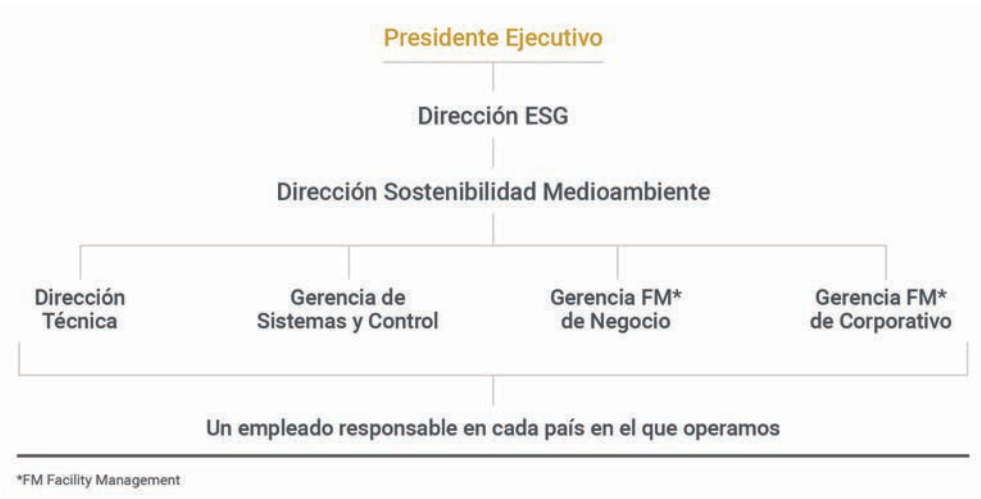 Presidente Ejecutivo
Dirección ESG
Dirección Sostenibilidad Medioambiente
Dirección
Técnica
Gerencia de
Sistemas y Control
Gerencia FM*
de Negocio
Gerencia FM*
de Corporativo
Un empleado responsable en cada país en el que operamos
*FM Facility Management